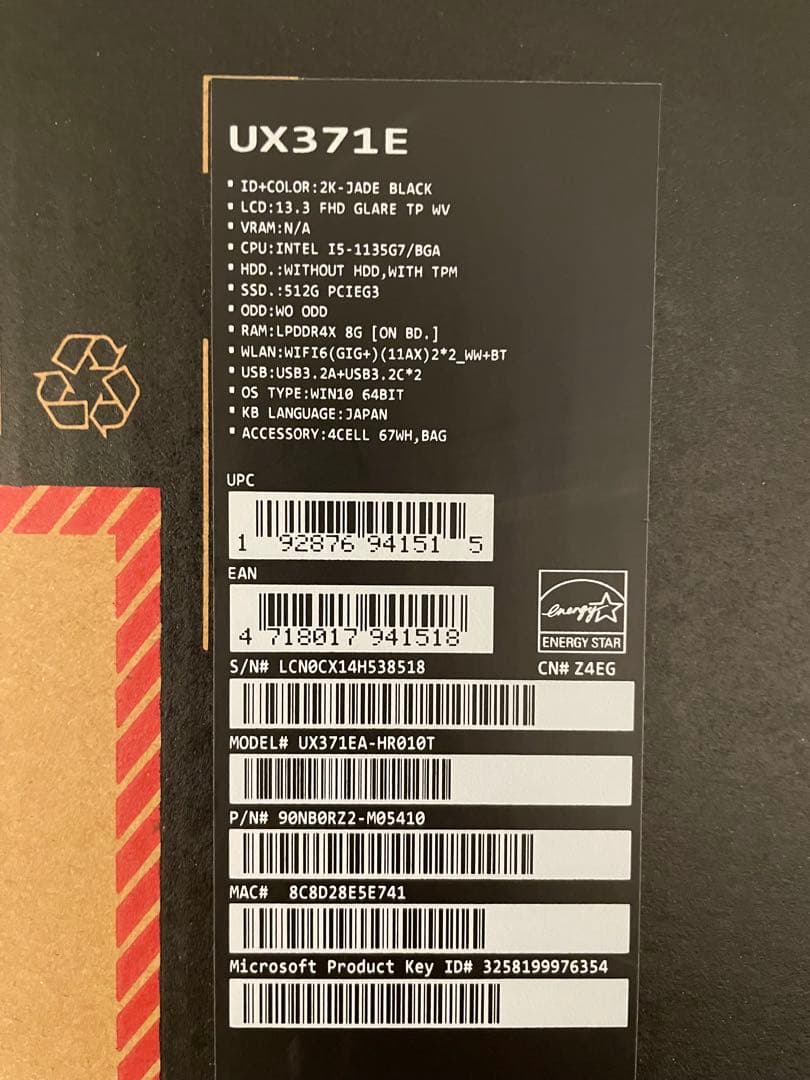 UX371E
▪ ID+COLOR:2K-JADE BLACK
▪ LCD:13.3 FHD GLARE TP WV
▪ VRAM:N/A
▪ CPU:INTEL I5-1135G7/BGA
▪ HDD.:WITHOUT HDD,WITH TPM
▪ SSD.:512G PCIEG3
▪ ODD:WO ODD
▪ RAM:LPDDR4X 8G [ON BD.]
▪ WLAN:WIFI6(GIG+)(11AX)2*2_WW+BT
▪ USB:USB3.2A+USB3.2C*2
▪ OS TYPE:WIN10 64BIT
▪ KB LANGUAGE:JAPAN
▪ ACCESSORY:4CELL 67WH,BAG
UPC
1 92876 94151 5
EAN
4 718017 941518
energy
ENERGY STAR
S/N# LCN0CX14H538518 CN# Z4EG
MODEL# UX371EA-HR010T
P/N# 90NB0RZ2-M05410
MAC# 8C8D28E5E741
Microsoft Product Key ID# 3258199976354